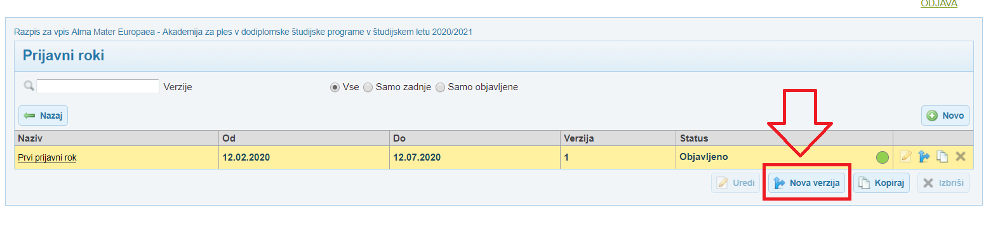 ODJAVA
Razpis za vpis Alma Mater Europaea - Akademija za ples v dodiplomske študijske programe v študijskem letu 2020/2021
Prijavni roki
Verzije Vse Samo zadnje Samo objavljene
Nazaj Novo
Naziv Od Do Verzija Status
Prvi prijavni rok 12.02.2020 12.07.2020 1 Objavljeno
Uredi Nova verzija Kopiraj Izbriši